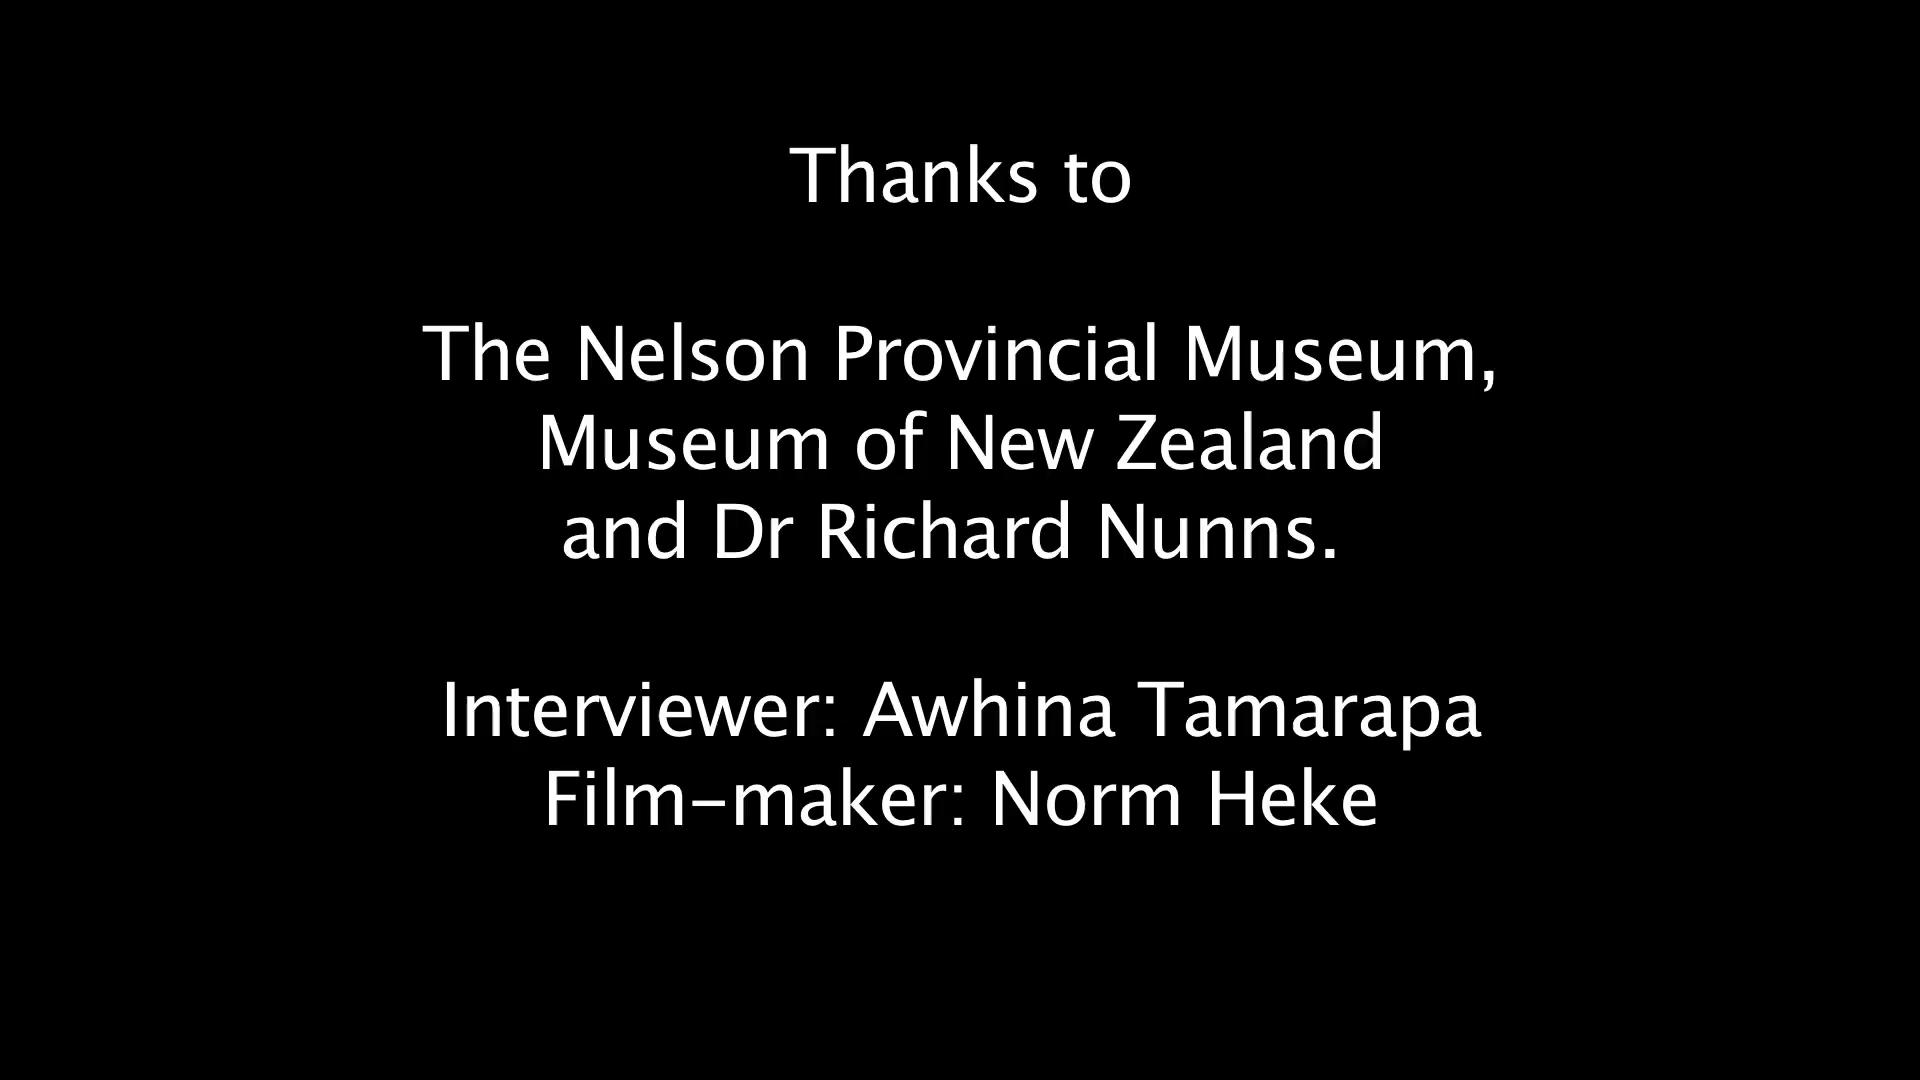 Thanks to
The Nelson Provincial Museum,
Museum of New Zealand
and Dr Richard Nunns.
Interviewer: Awhina Tamarapa
Film-maker: Norm Heke